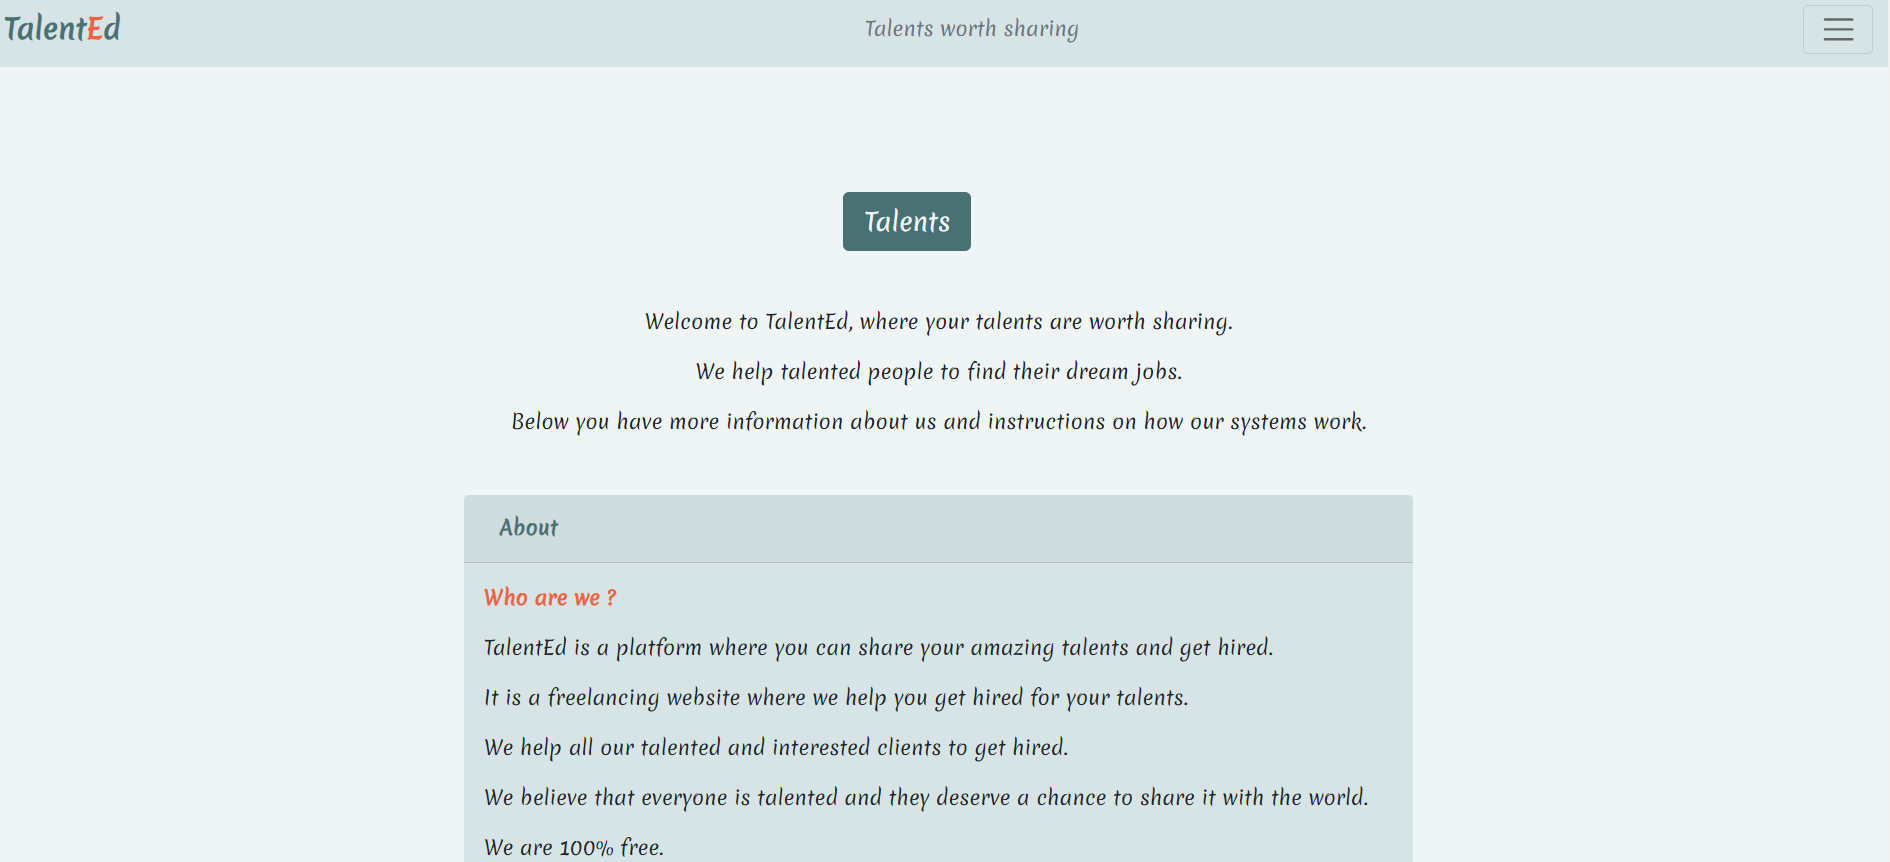 TalentEd
Talents worth sharing
Talents
Welcome to TalentEd, where your talents are worth sharing.
We help talented people to find their dream jobs.
Below you have more information about us and instructions on how our systems work.
About
Who are we ?
TalentEd is a platform where you can share your amazing talents and get hired.
It is a freelancing website where we help you get hired for your talents.
We help all our talented and interested clients to get hired.
We believe that everyone is talented and they deserve a chance to share it with the world.
We are 100% free.